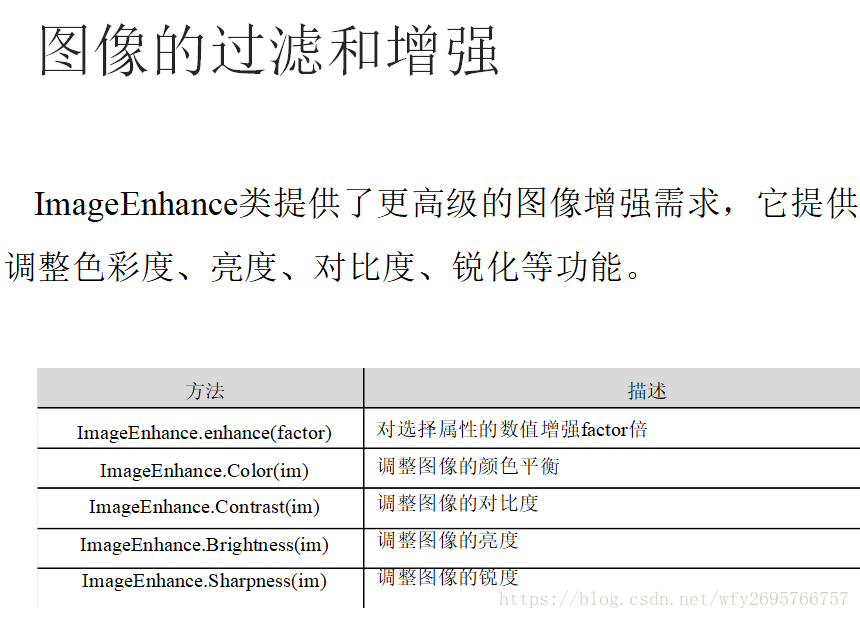 图像的过滤和增强
ImageEnhance类提供了更高级的图像增强需求，它提供
调整色彩度、亮度、对比度、锐化等功能。
方法 描述
ImageEnhance.enhance(factor) 对选择属性的数值增强factor倍
ImageEnhance.Color(im) 调整图像的颜色平衡
ImageEnhance.Contrast(im) 调整图像的对比度
ImageEnhance.Brightness(im) 调整图像的亮度
ImageEnhance.Sharpness(im) 调整图像的锐度
https://blog.csdn.net/wfy2695766757